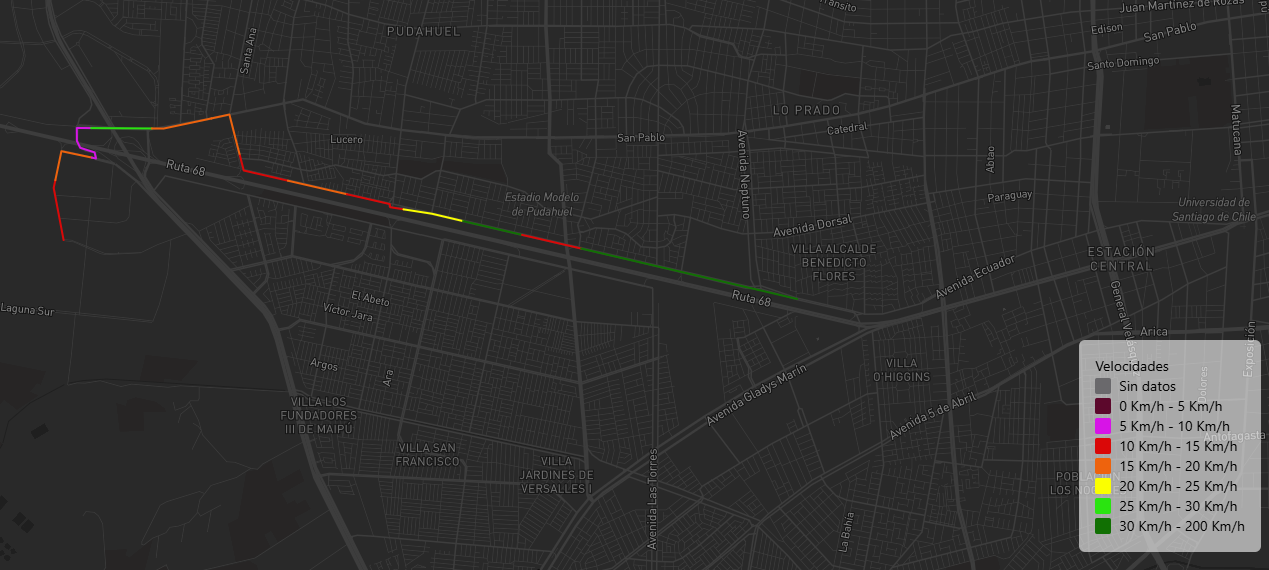 Tránsito
Juan Martínez de Rozas
Edison
San Pablo
PUDAHUEL
Santa Ana
Santo Domingo
LO PRADO
Matucana
Lucero
San Pablo
Catedral
Avenida Neptuno
Abtao
Ruta 68
Estadio Modelo
de Pudahuel
Paraguay
Universidad de
Santiago de Chile
Avenida Dorsal
VILLA ALCALDE
BENEDICTO
FLORES
ESTACIÓN
CENTRAL
Avenida Ecuador
Ruta 68
El Abeto
Víctor Jara
Laguna Sur
General Velásq
Arica
Exposición
Argos
Ara
VILLA
O'HIGGINS
Avenida Gladys Marín
Avenida 5 de Abril
VILLA LOS
FUNDADORES
III DE MAIPÚ
VILLA SAN
FRANCISCO
VILLA
JARDINES DE
VERSALLES I
Avenida Las Torres
La Bahía
Antofagasta
Velocidades
Sin datos
0 Km/h - 5 Km/h
5 Km/h - 10 Km/h
10 Km/h - 15 Km/h
15 Km/h - 20 Km/h
20 Km/h - 25 Km/h
25 Km/h - 30 Km/h
30 Km/h - 200 Km/h